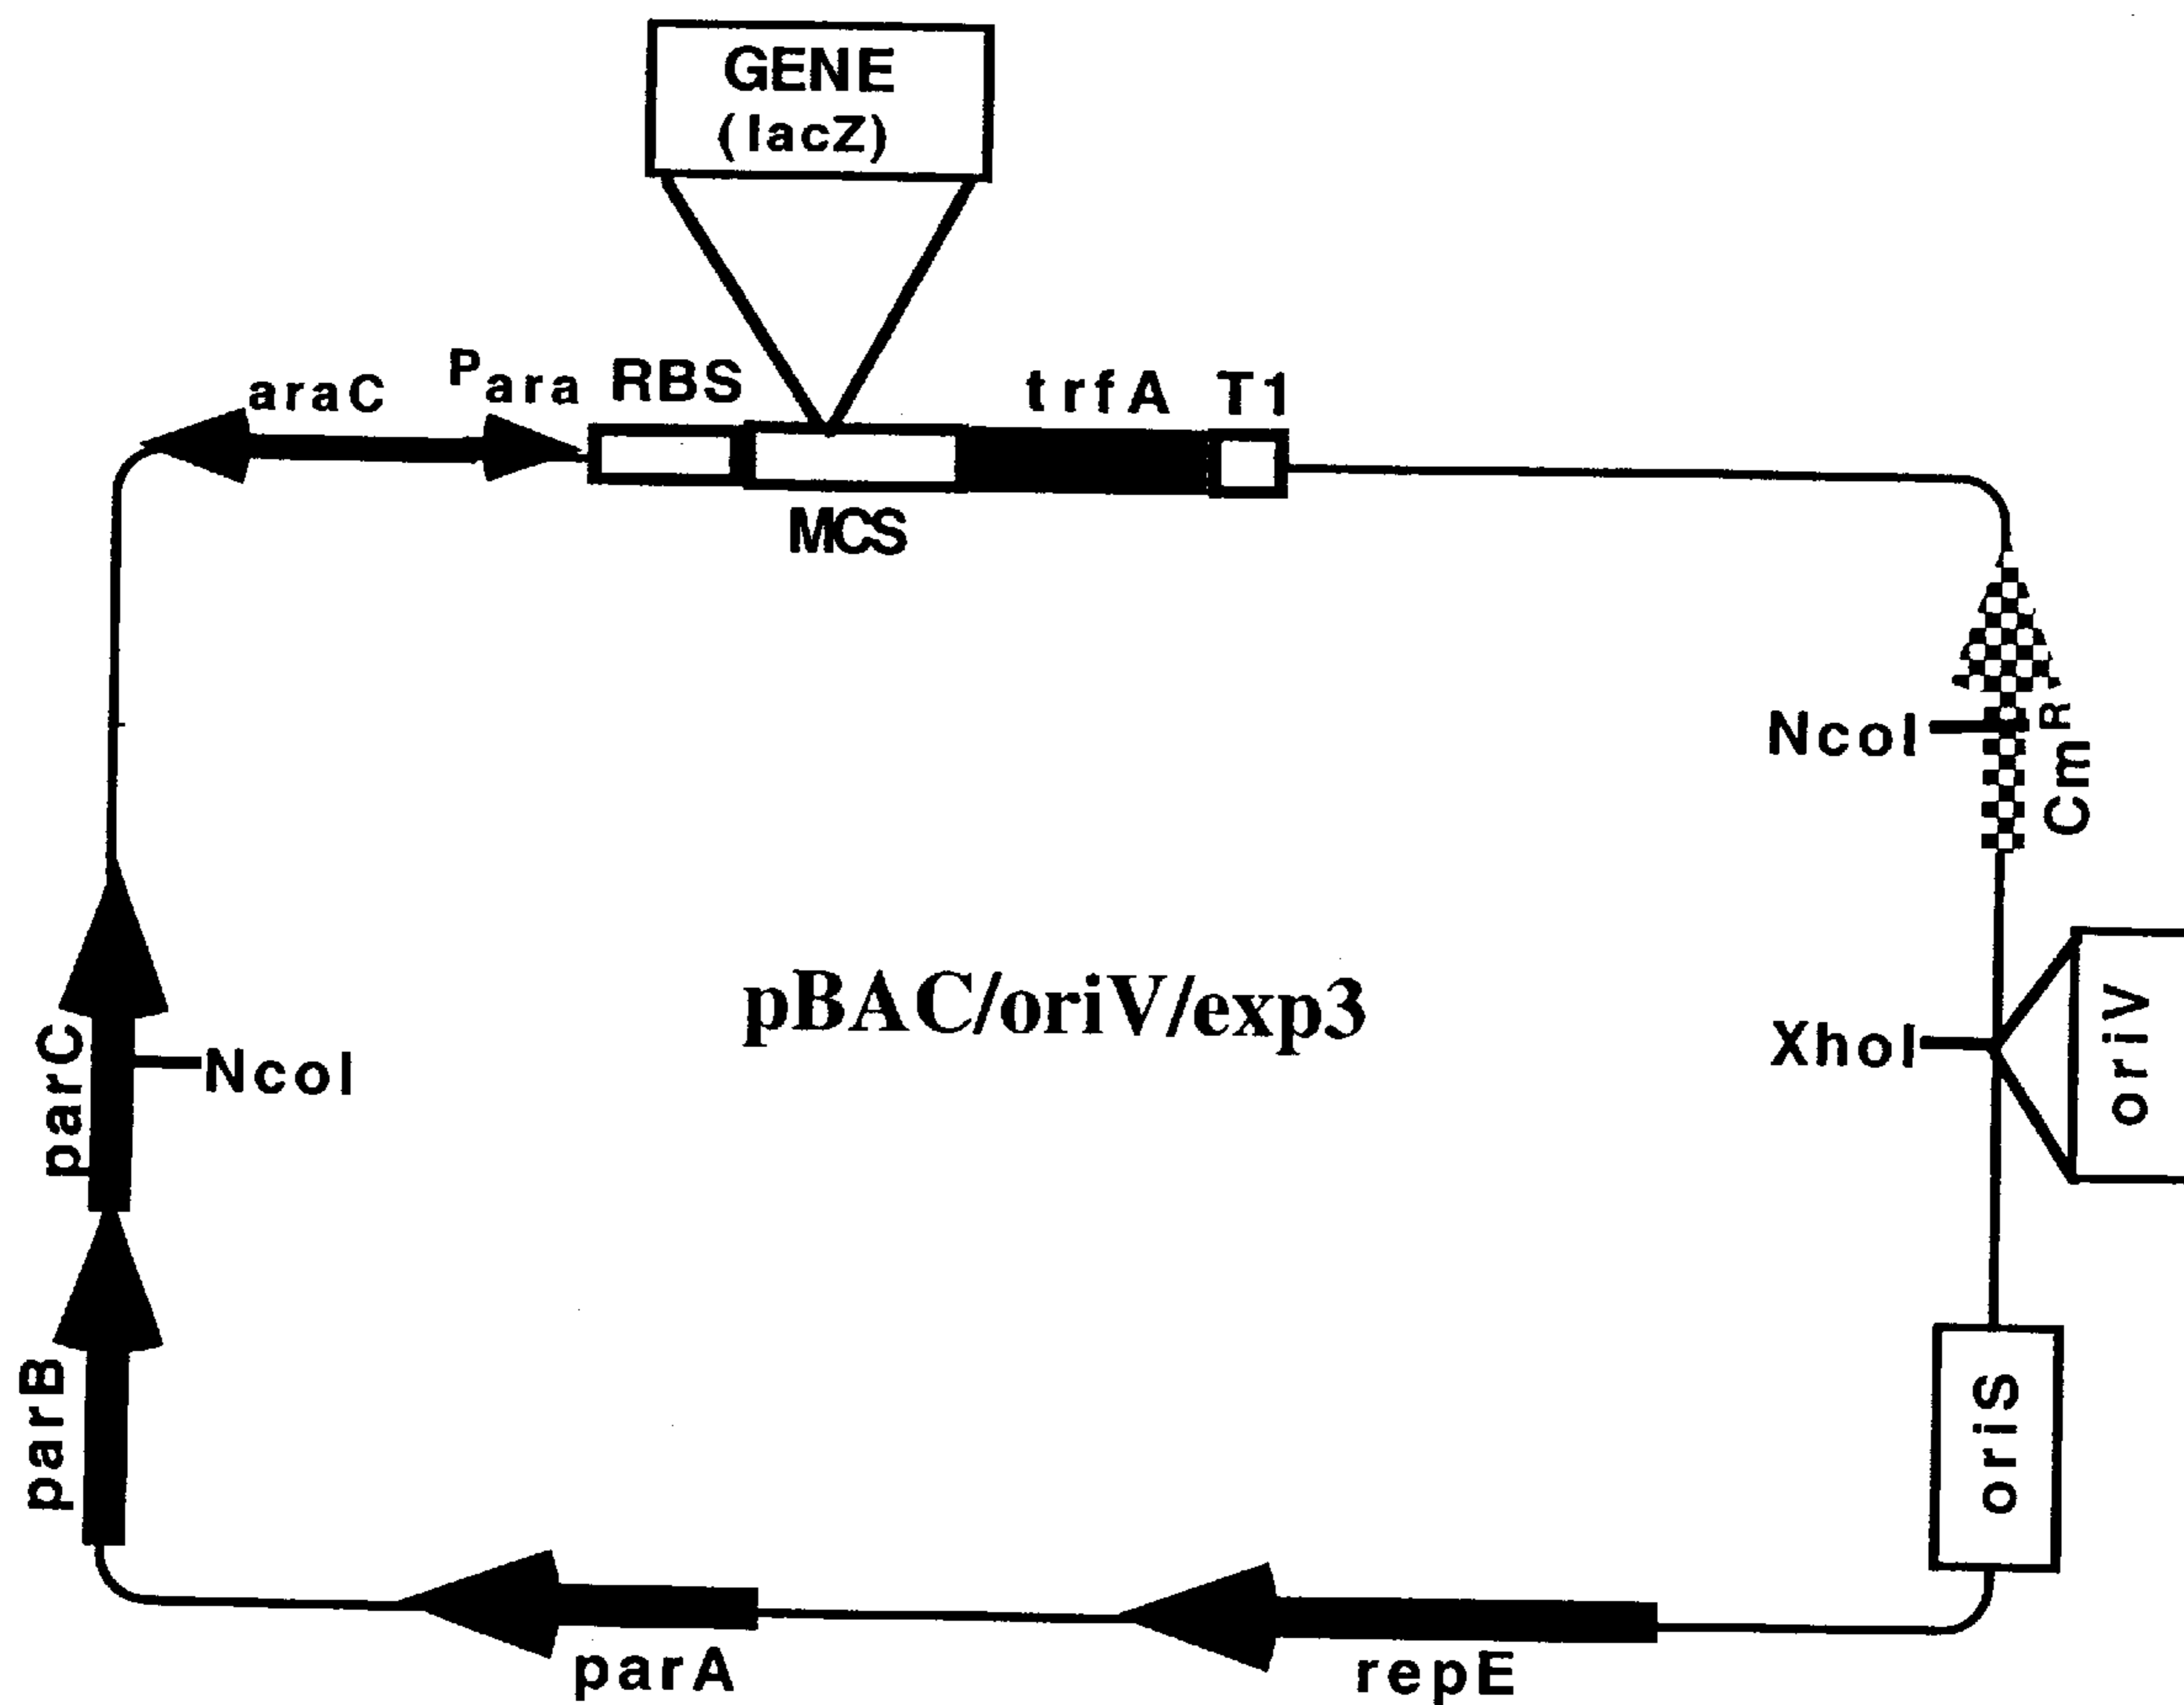 GENE
(lacZ)
araC
Para
RBS
trfA
T1
MCS
NcoI
CmR
pBAC/oriV/exp3
XhoI
oriV
parC
NcoI
oriS
parB
parA
repE